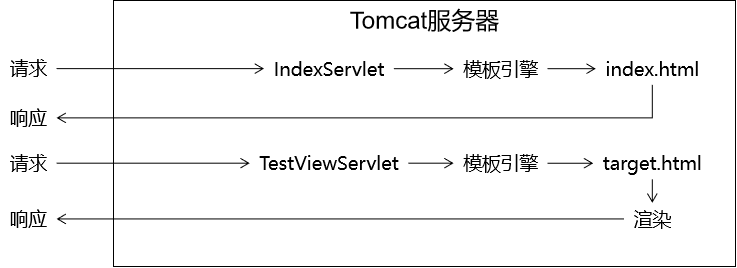 Tomcat服务器
请求 IndexServlet 模板引擎 index.html
响应
请求 TestViewServlet 模板引擎 target.html
响应 渲染